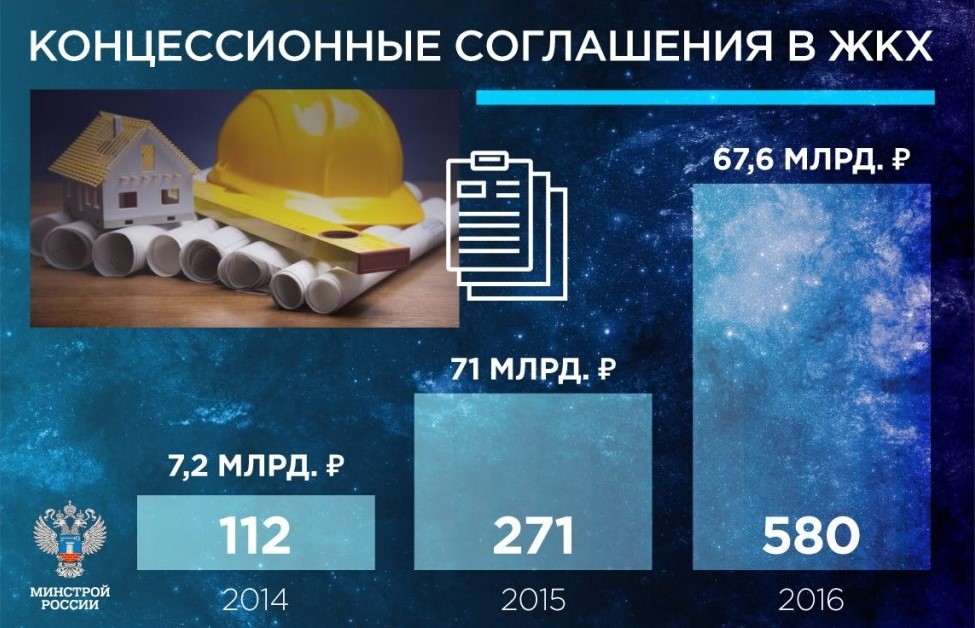 КОНЦЕССИОННЫЕ СОГЛАШЕНИЯ В ЖКХ
67,6 МЛРД. ₽
71 МЛРД. ₽
7,2 МЛРД. ₽
112
271
580
МИНСТРОЙ
РОССИИ
2014
2015
2016